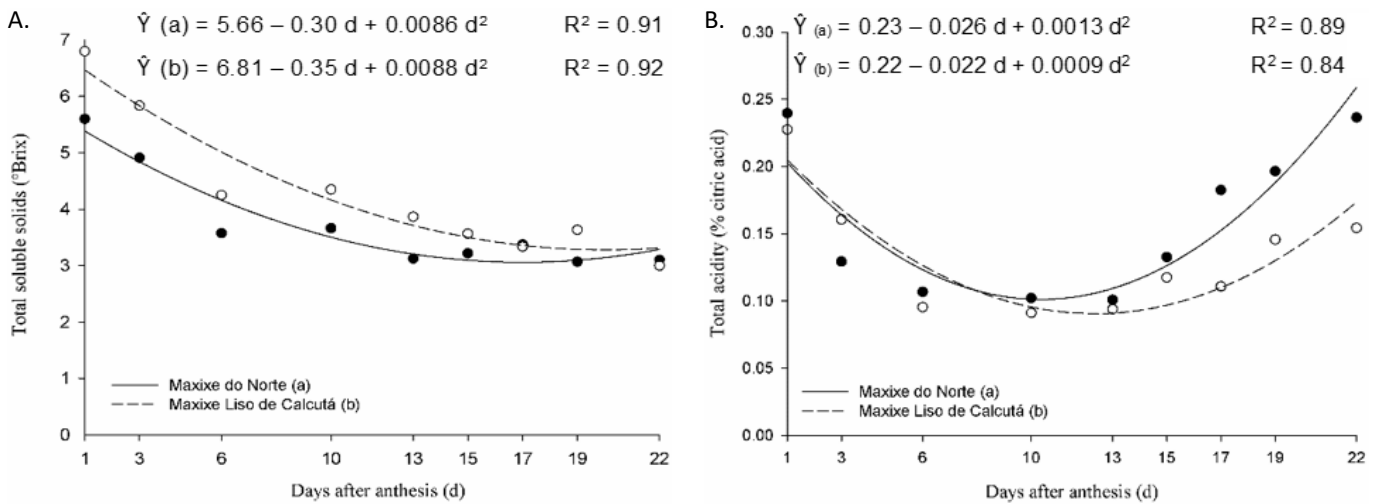 A.
Ŷ (a) = 5.66 – 0.30 d + 0.0086 d² R² = 0.91
Ŷ (b) = 6.81 – 0.35 d + 0.0088 d² R² = 0.92
Total soluble solids (°Brix)
7
6
5
4
3
2
1
0
Maxixe do Norte (a)
Maxixe Liso de Calcutá (b)
1 3 6 10 13 15 17 19 22
Days after anthesis (d)
B.
Ŷ (a) = 0.23 – 0.026 d + 0.0013 d² R² = 0.89
Ŷ (b) = 0.22 – 0.022 d + 0.0009 d² R² = 0.84
Total acidity (% citric acid)
0.30
0.25
0.20
0.15
0.10
0.05
0.00
Maxixe do Norte (a)
Maxixe Liso de Calcutá (b)
1 3 6 10 13 15 17 19 22
Days after anthesis (d)